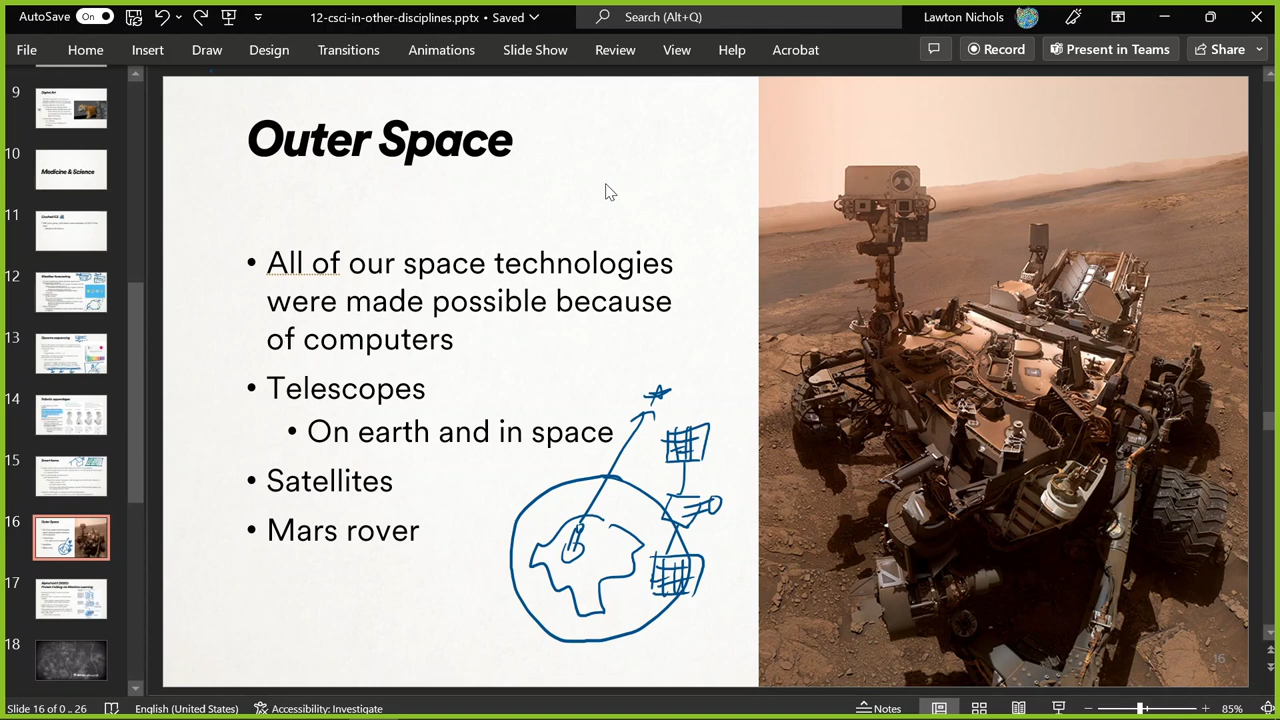 AutoSave On 12-csci-in-other-disciplines.pptx • Saved Search (Alt+Q) Lawton Nichols
File Home Insert Draw Design Transitions Animations Slide Show Review View Help Acrobat Record Present in Teams Share
9
10
Medicine & Science
11
12
13
14
15
16
Outer Space
17
18
Outer Space
• All of our space technologies
were made possible because
of computers
• Telescopes
• On earth and in space
• Satellites
• Mars rover
16
Slide 16 of 0 .. 26 English (United States) Accessibility: Investigate Notes 85%